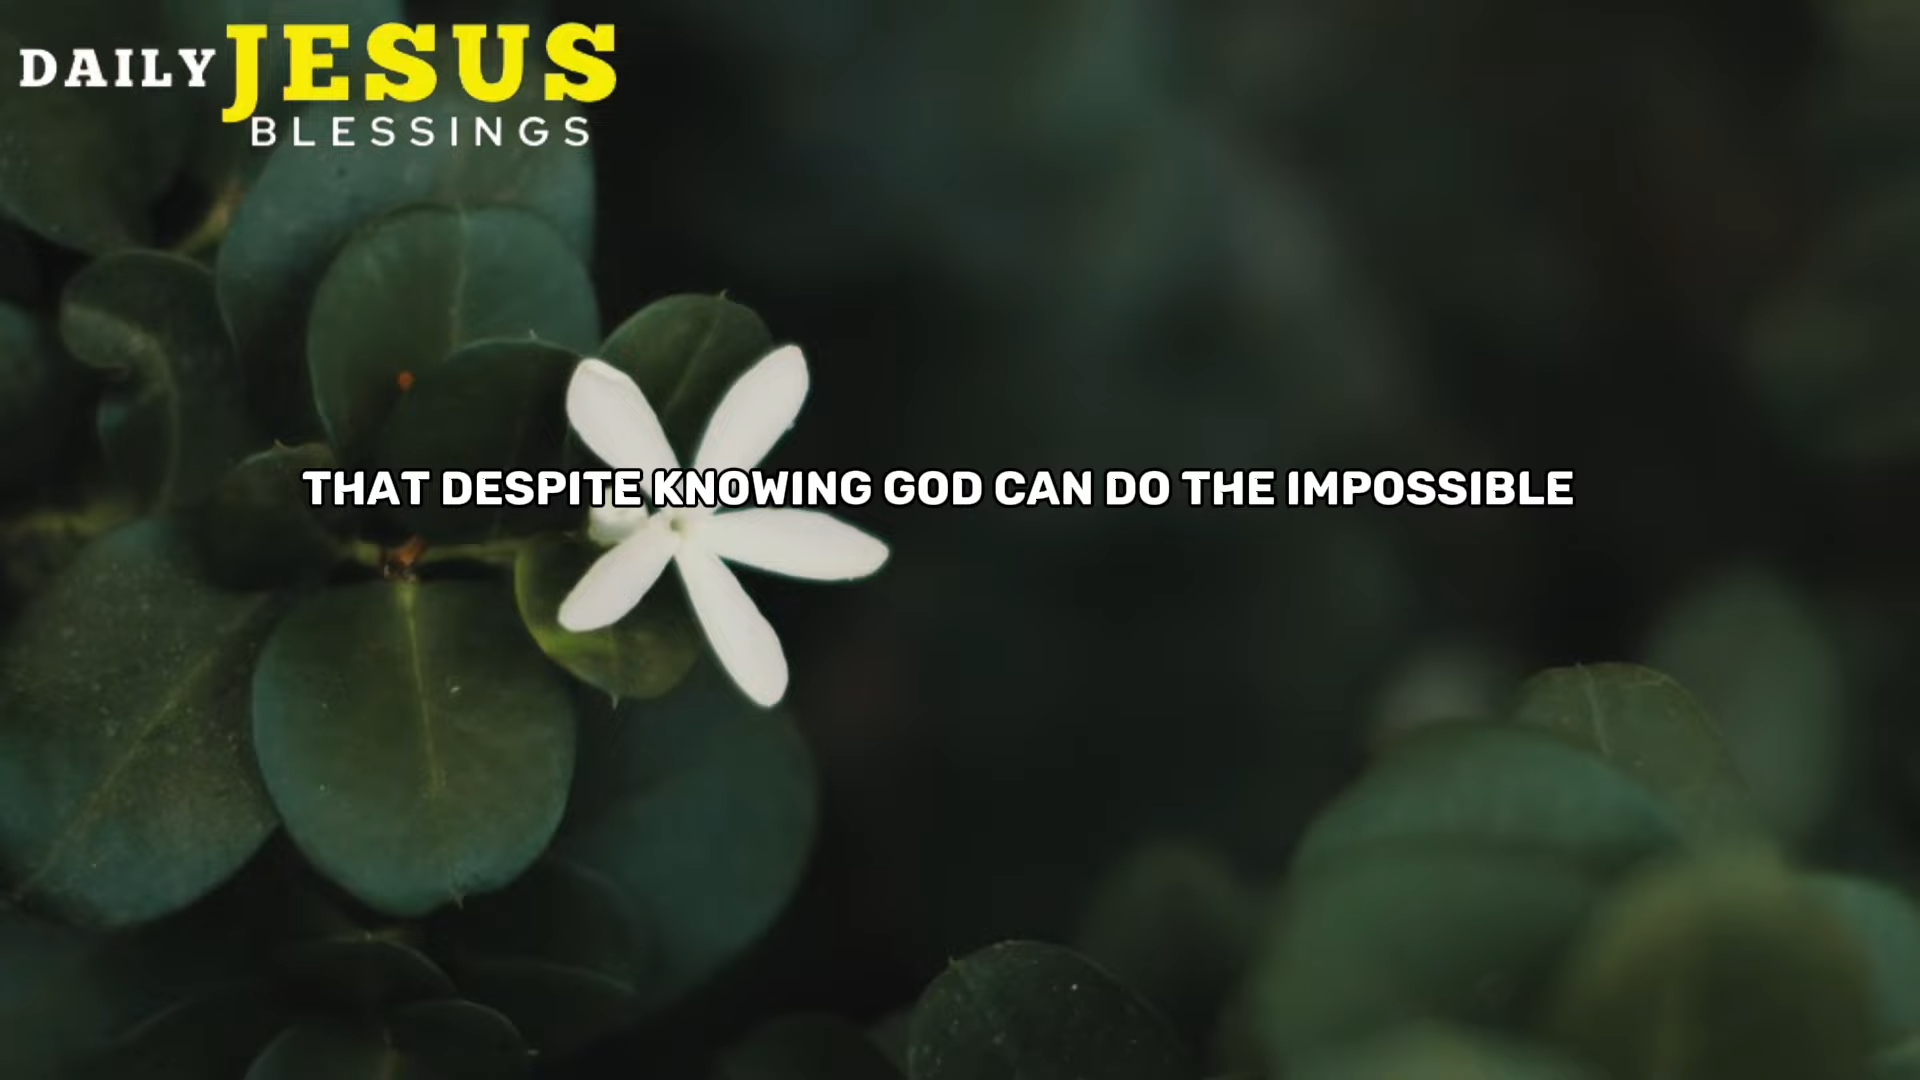 DAILY JESUS
BLESSINGS
THAT DESPITE KNOWING GOD CAN DO THE IMPOSSIBLE